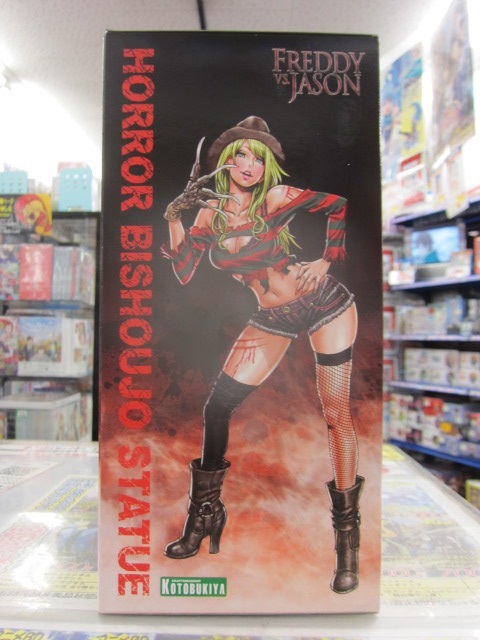 FREDDY
VS.
JASON
HORROR BISHOUJO STATUE
KOTOBUKIYA